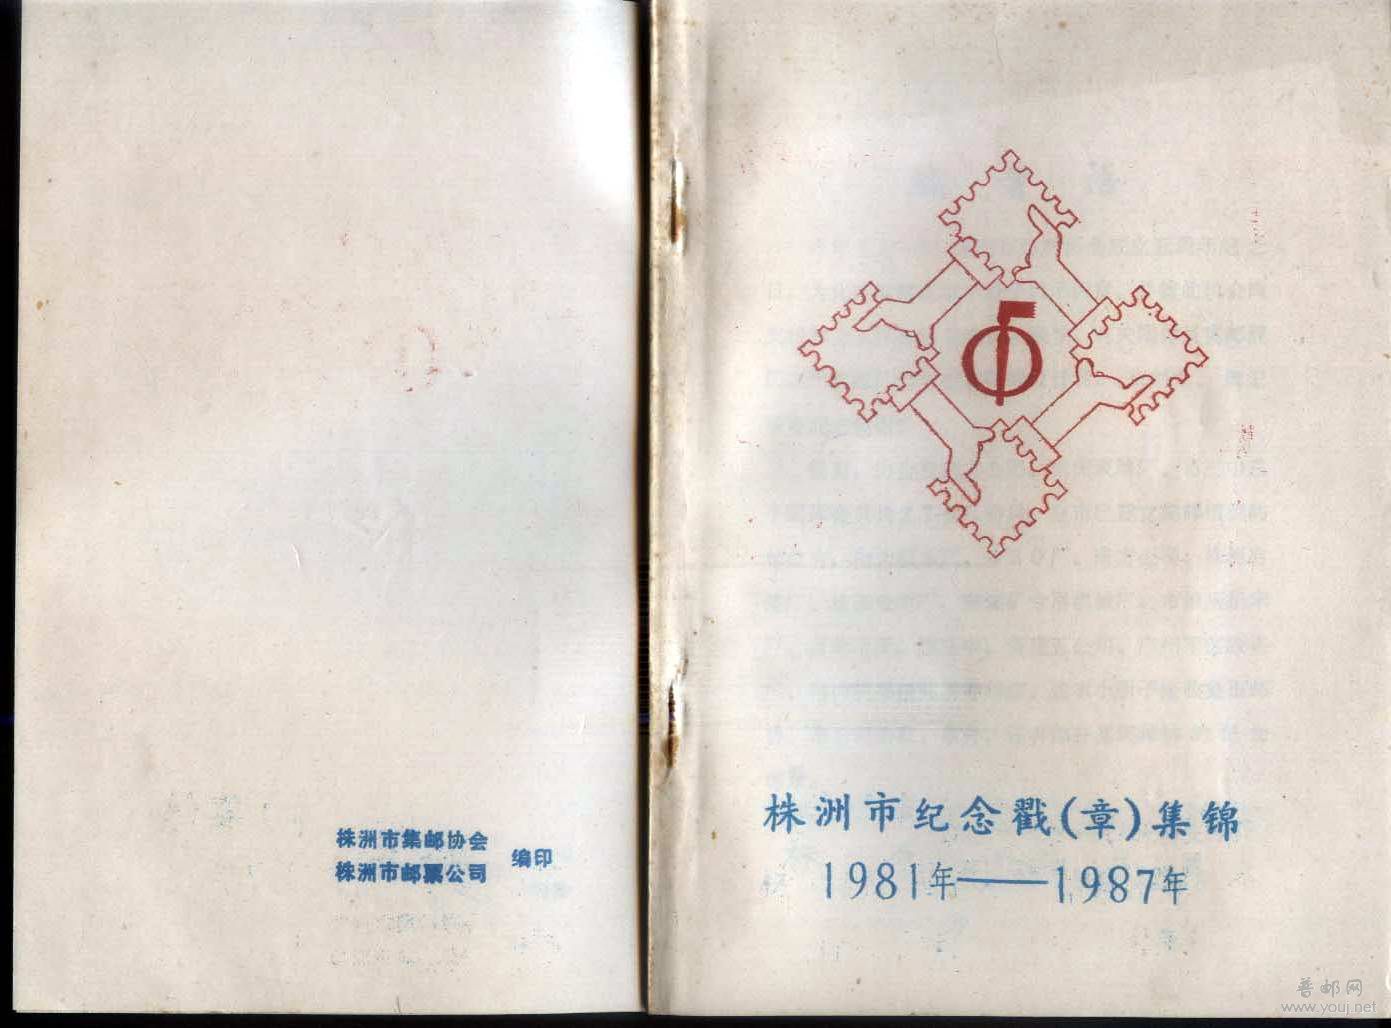 株洲市集邮协会
株洲市邮票公司
编印
株洲市纪念戳(章)集锦
1981年——1987年
普邮网
www.youj.net